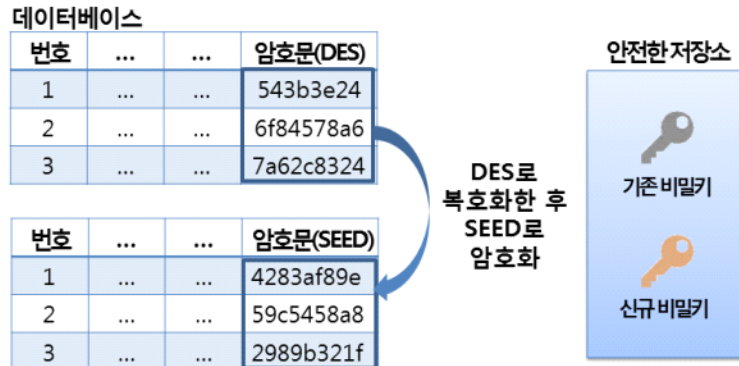 데이터베이스
번호 ... ... 암호문(DES)
1 ... ... 543b3e24
2 ... ... 6f84578a6
3 ... ... 7a62c8324
번호 ... ... 암호문(SEED)
1 ... ... 4283af89e
2 ... ... 59c5458a8
3 ... ... 2989b321f
DES로
복호화한 후
SEED로
암호화
안전한 저장소
기존 비밀키
신규 비밀키